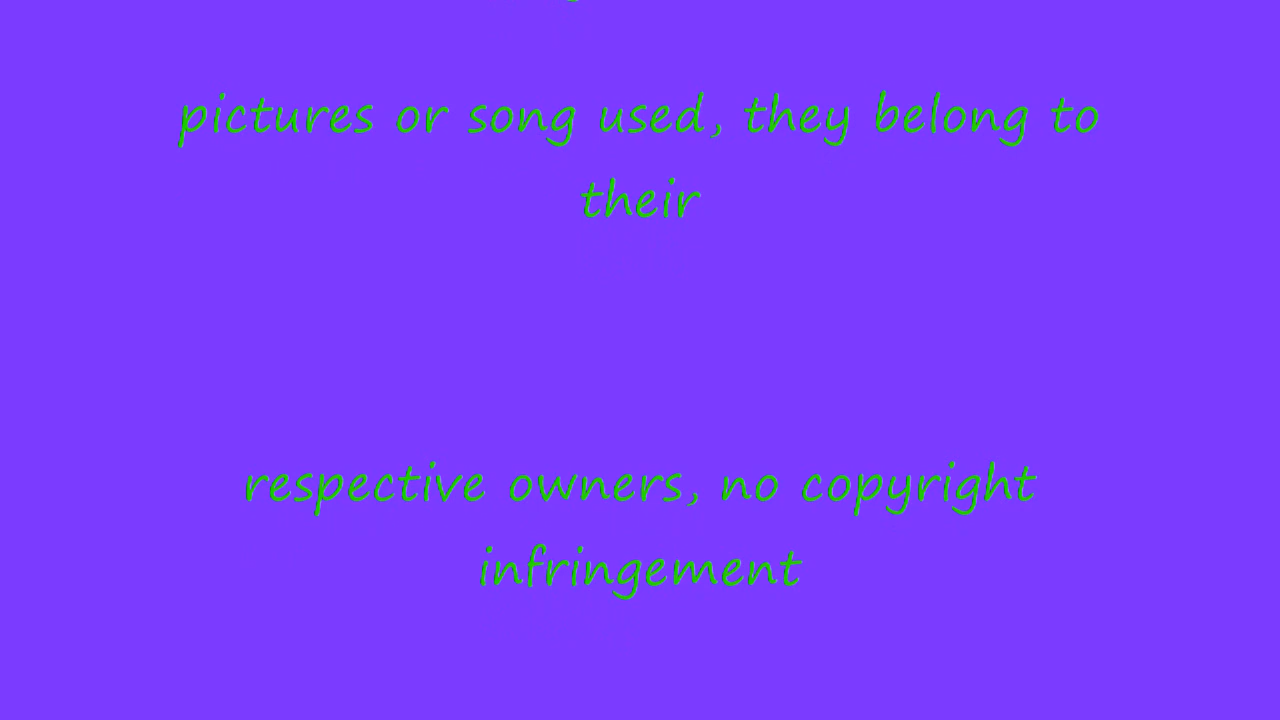 pictures or song used, they belong to
their
respective owners, no copyright
infringement